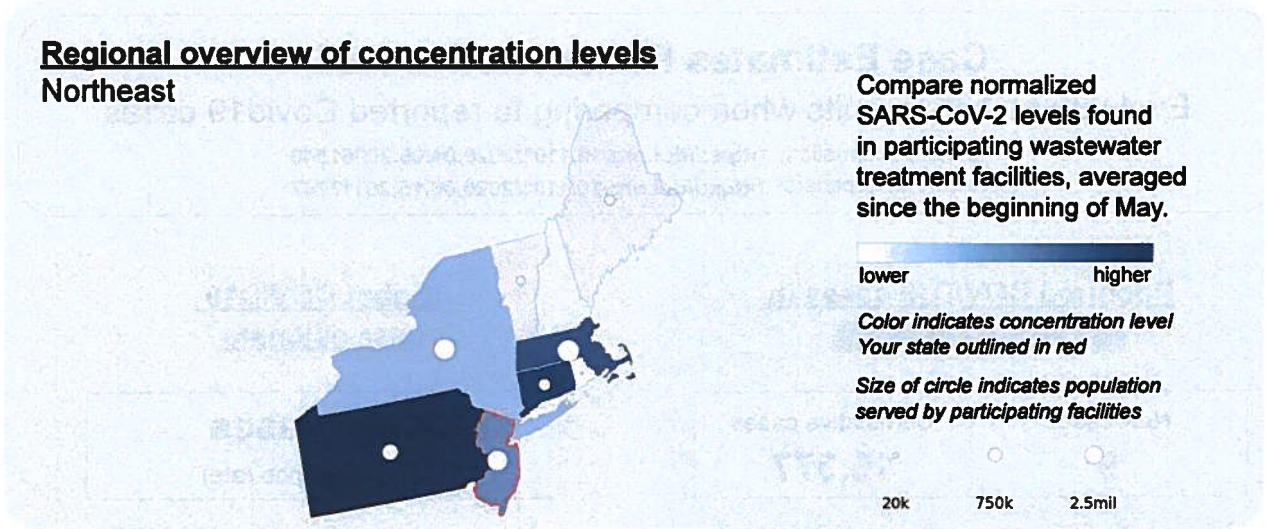 Regional overview of concentration levels
Northeast
Compare normalized
SARS-CoV-2 levels found
in participating wastewater
treatment facilities, averaged
since the beginning of May.
lower higher
Color indicates concentration level
Your state outlined in red
Size of circle indicates population
served by participating facilities
20k 750k 2.5mil